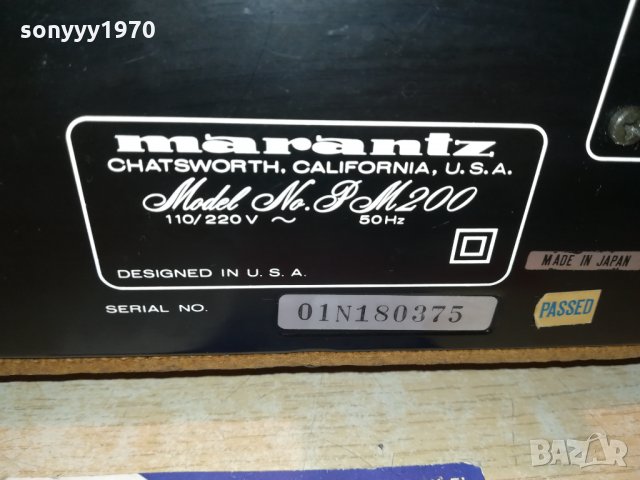 sonyyy1970
marantz
CHATSWORTH, CALIFORNIA, U.S.A.
Model No. PM200
110/220V ~ 50Hz
DESIGNED IN U.S.A.
MADE IN JAPAN
SERIAL NO. 01N180375
PASSED
BAZAR